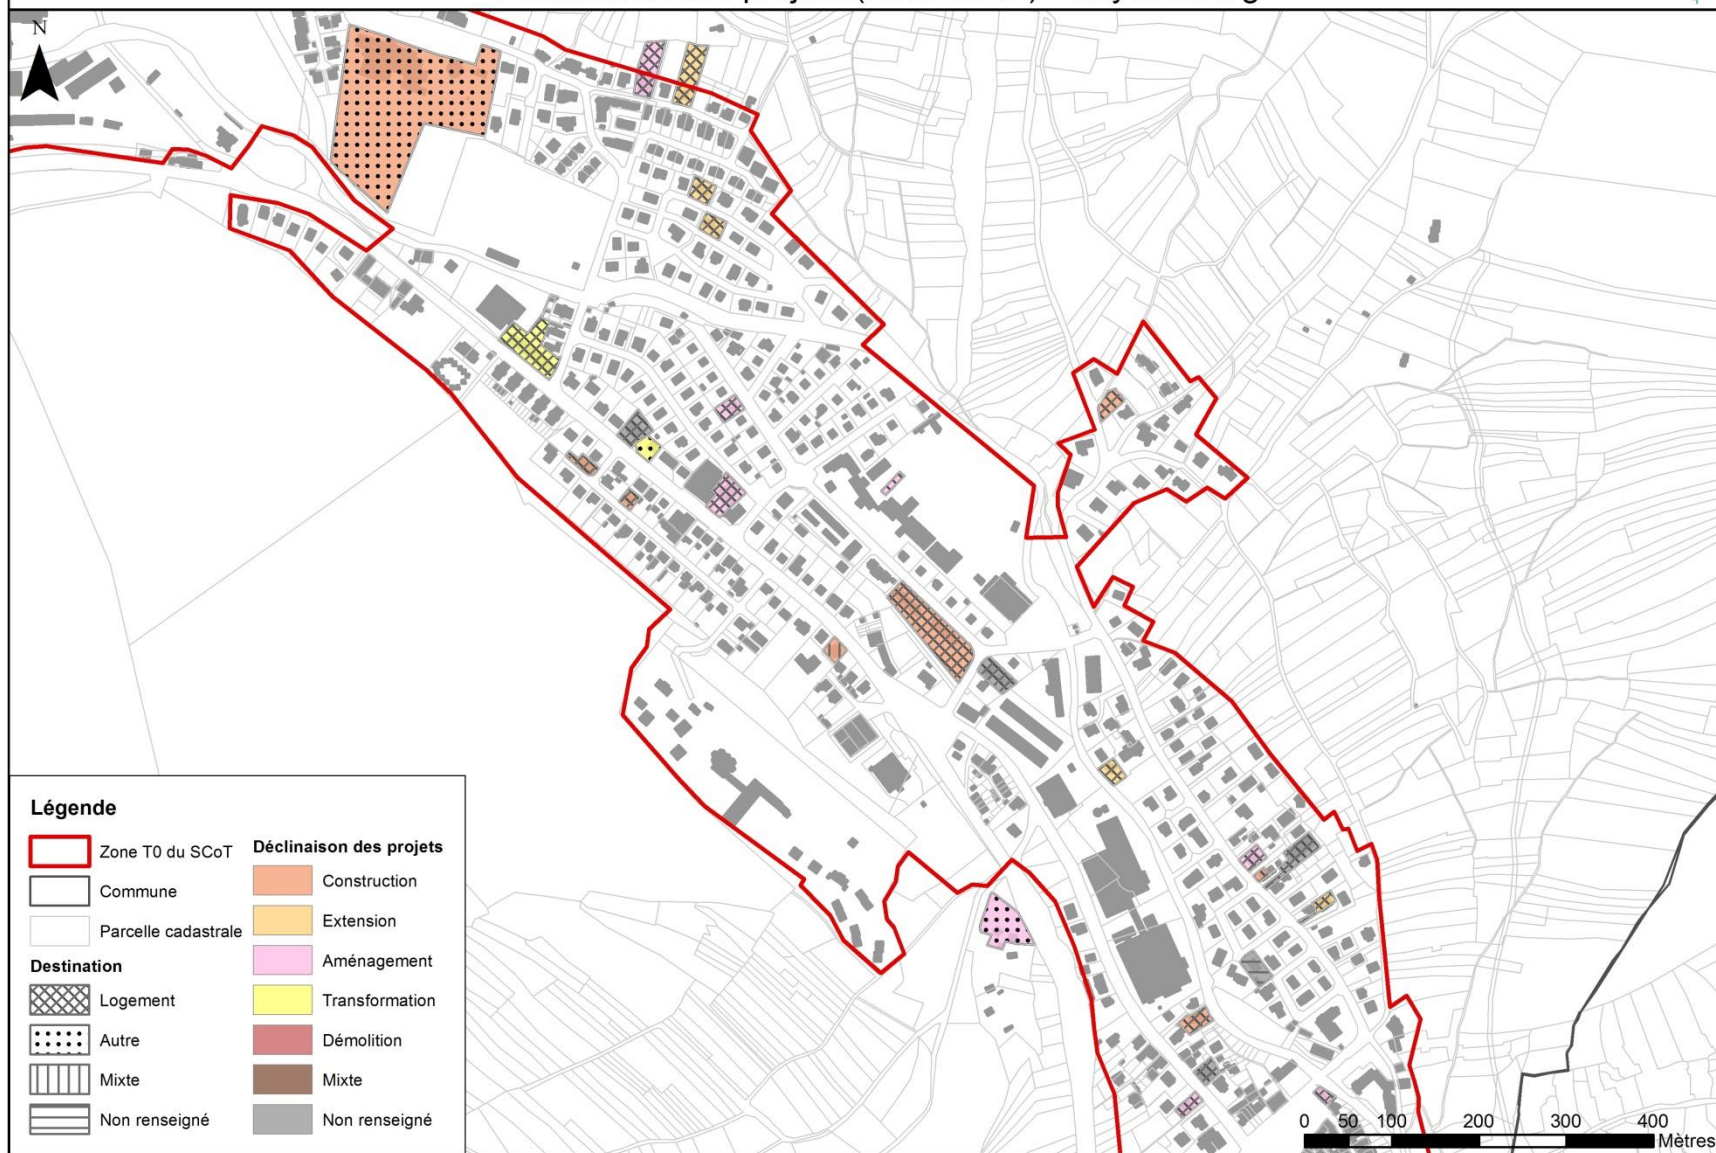 N
Légende
Zone T0 du SCoT
Commune
Parcelle cadastrale
Destination
Logement
Autre
Mixte
Non renseigné
Déclinaison des projets
Construction
Extension
Aménagement
Transformation
Démolition
Mixte
Non renseigné
0 50 100 200 300 400
Mètres